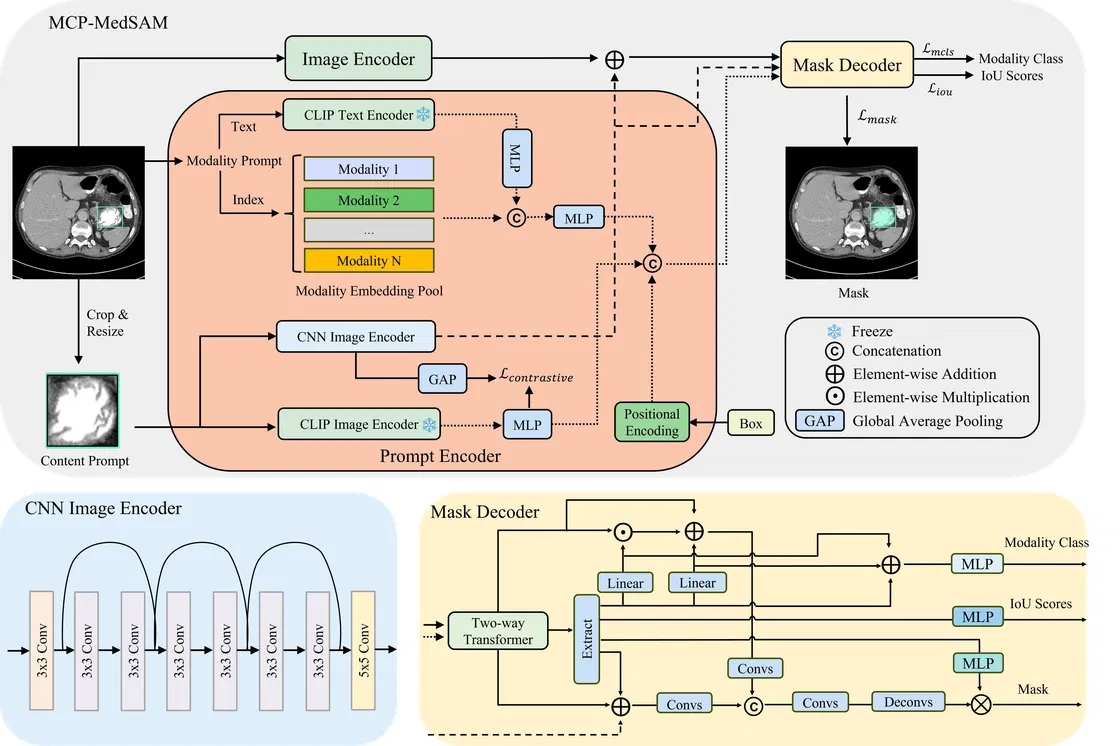 MCP-MedSAM
Image Encoder
Mask Decoder
ℒmcls
Modality Class
IoU Scores
ℒiou
ℒmask
Text
CLIP Text Encoder
MLP
Modality Prompt
Index
Modality 1
Modality 2
...
Modality N
Modality Embedding Pool
C
MLP
C
Crop &
Resize
CNN Image Encoder
GAP
ℒcontrastive
CLIP Image Encoder
MLP
Positional
Encoding
Box
Prompt Encoder
Content Prompt
Mask
Freeze
C
Concatenation
Element-wise Addition
Element-wise Multiplication
GAP
Global Average Pooling
CNN Image Encoder
3x3 Conv
3x3 Conv
3x3 Conv
3x3 Conv
3x3 Conv
3x3 Conv
3x3 Conv
5x5 Conv
Mask Decoder
Two-way
Transformer
Extract
Linear
Linear
Convs
Convs
C
Convs
Deconvs
MLP
Modality Class
MLP
IoU Scores
MLP
Mask